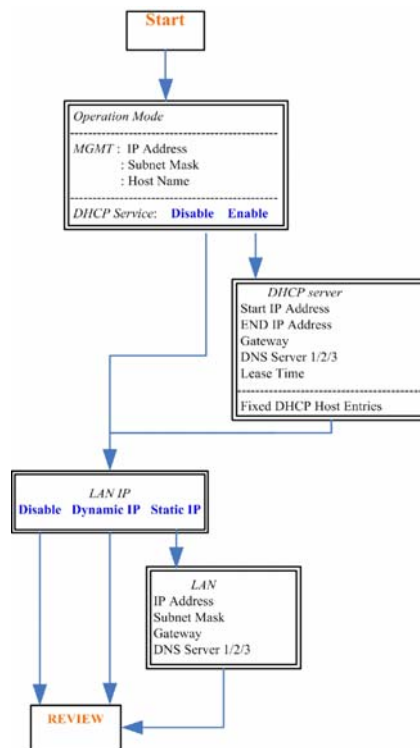 Start
Operation Mode
MGMT : IP Address
: Subnet Mask
: Host Name
DHCP Service: Disable Enable
DHCP server
Start IP Address
END IP Address
Gateway
DNS Server 1/2/3
Lease Time
Fixed DHCP Host Entries
LAN IP
Disable Dynamic IP Static IP
LAN
IP Address
Subnet Mask
Gateway
DNS Server 1/2/3
REVIEW